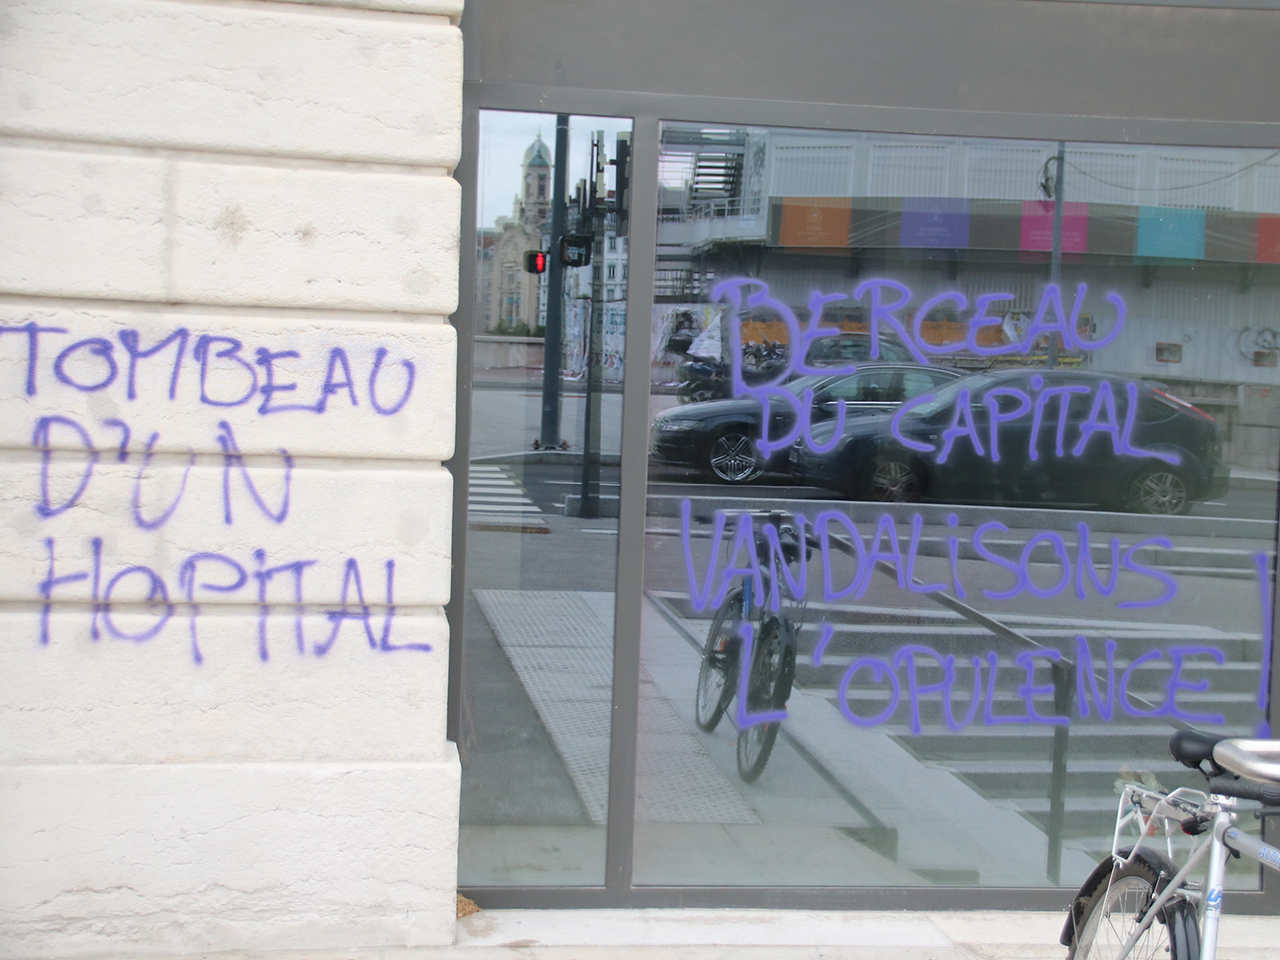 TOMBEAU
D'UN
HOPITAL
BERCEAU
DU CAPITAL
VANDALISONS
L'OPULENCE !